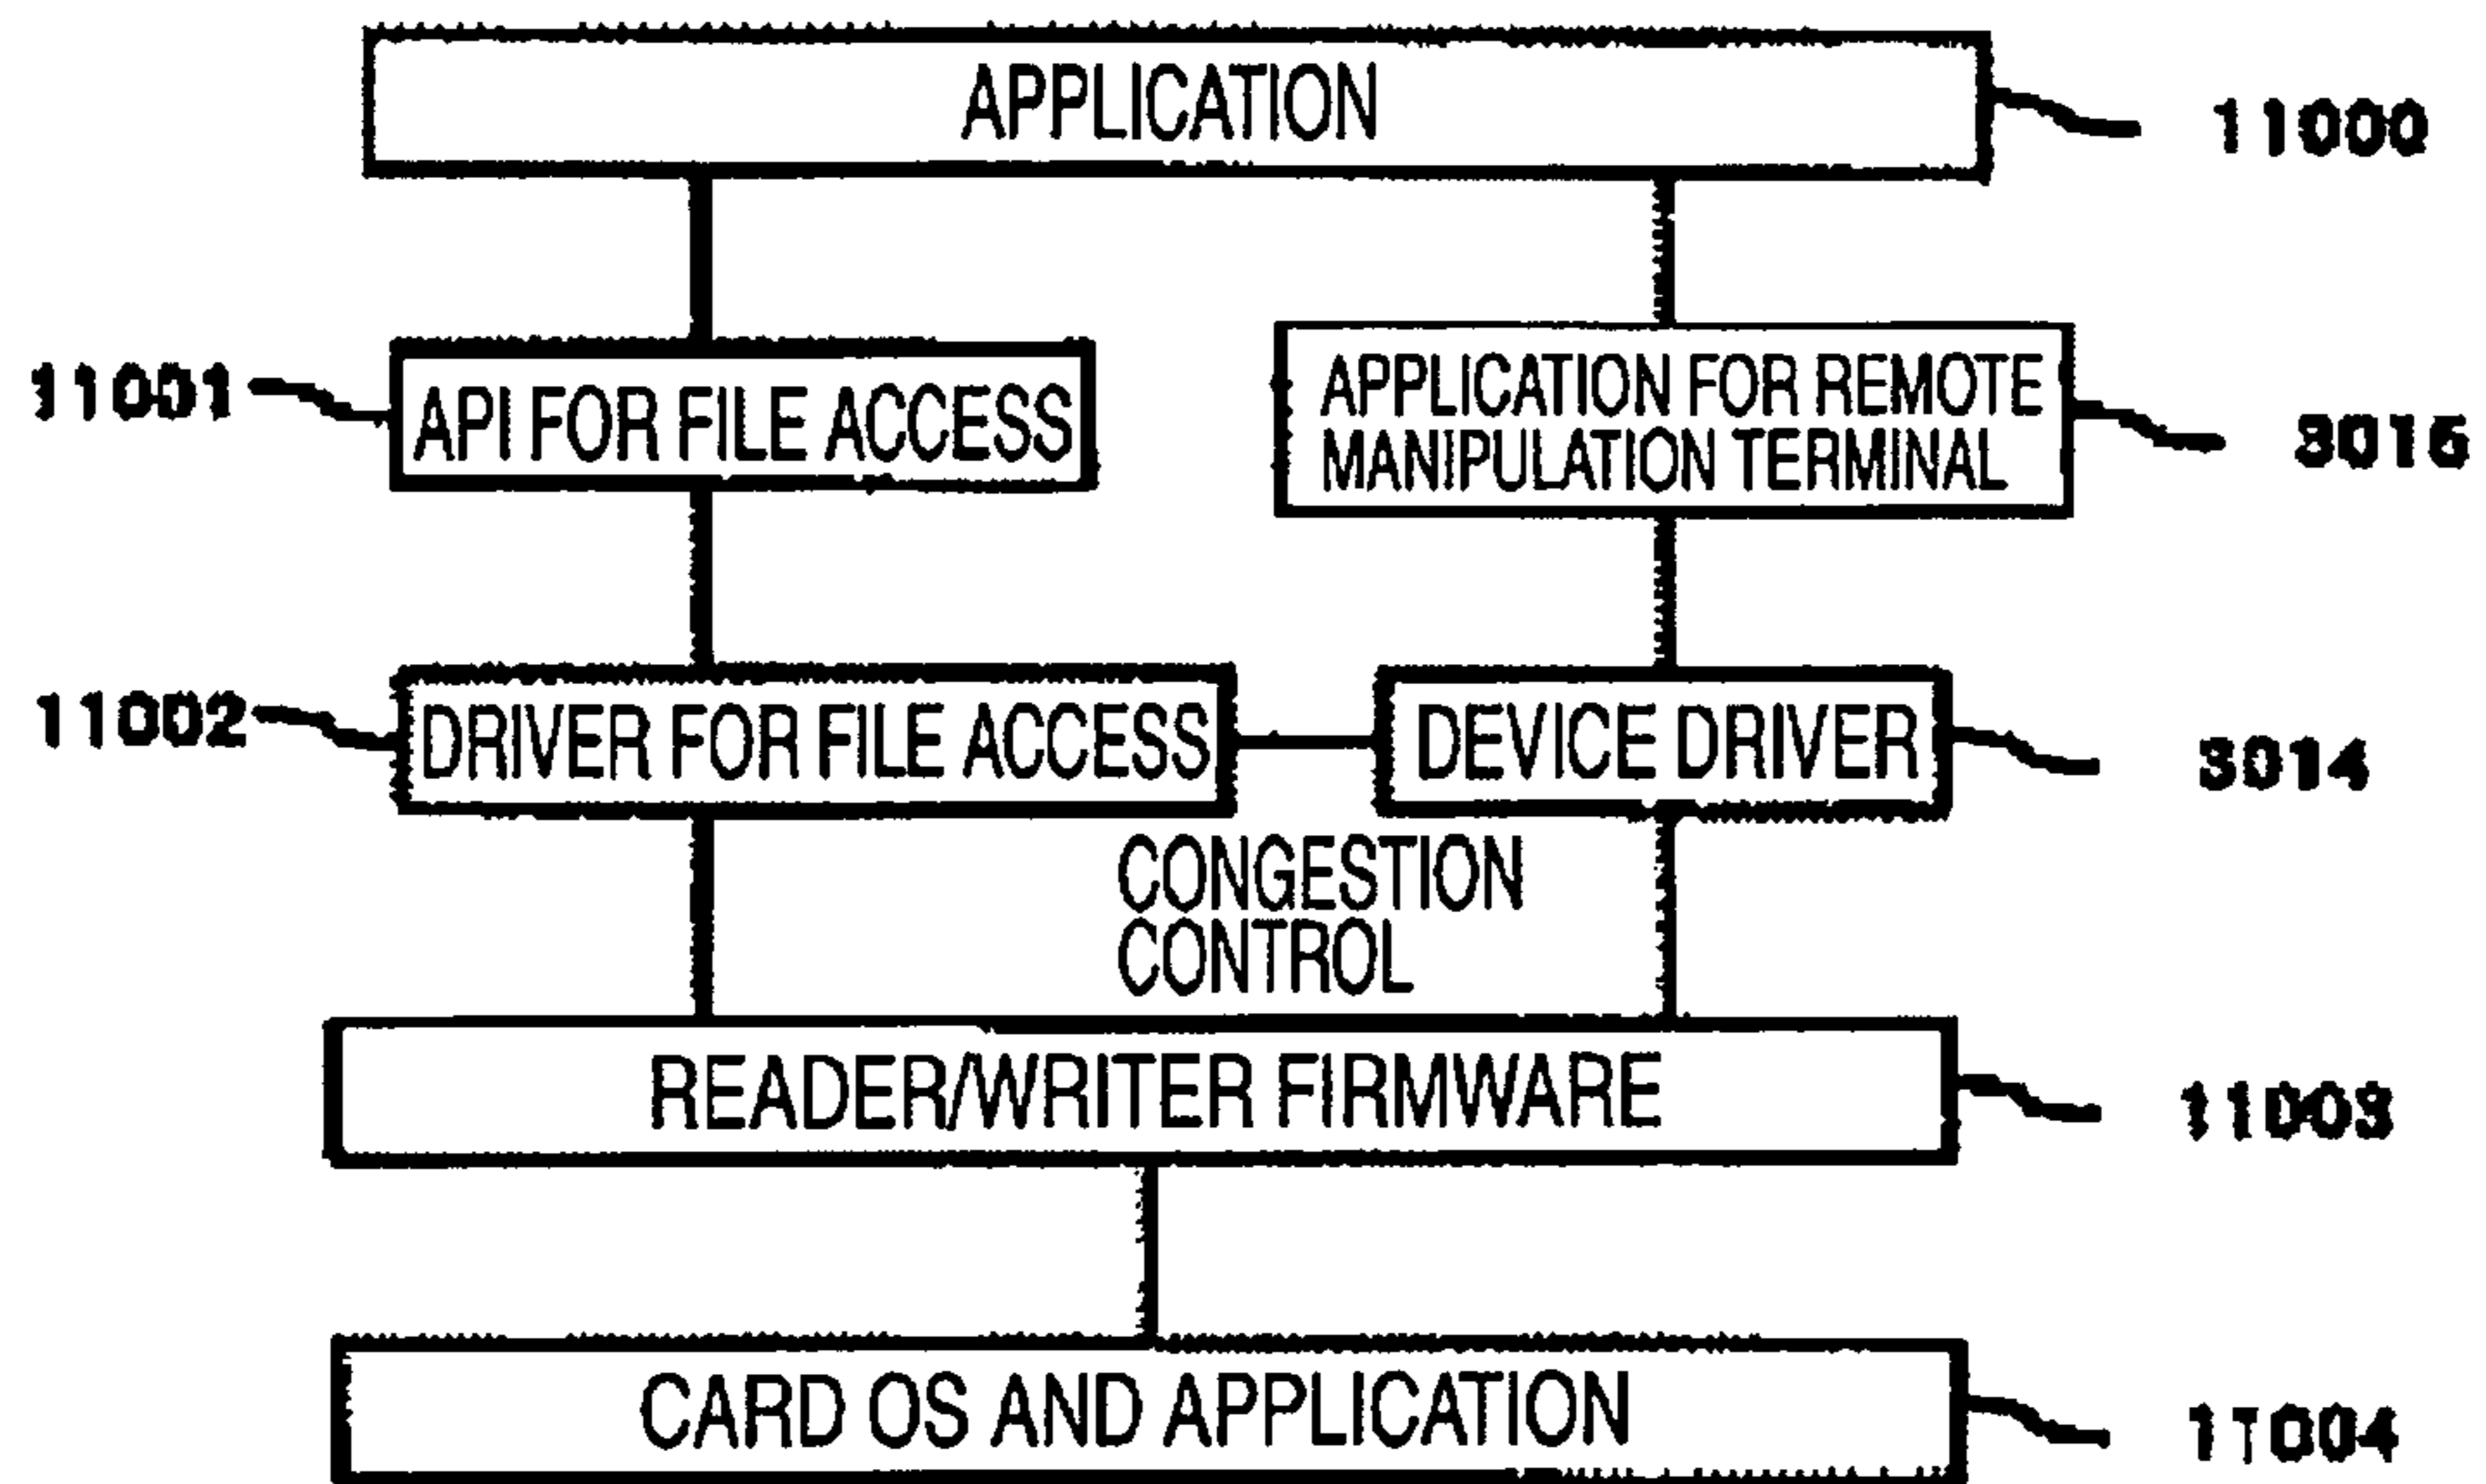 APPLICATION
11000
11001
API FOR FILE ACCESS
APPLICATION FOR REMOTE
MANIPULATION TERMINAL
3015
11002
DRIVER FOR FILE ACCESS
DEVICE DRIVER
3014
CONGESTION
CONTROL
READER/WRITER FIRMWARE
11003
CARD OS AND APPLICATION
11004